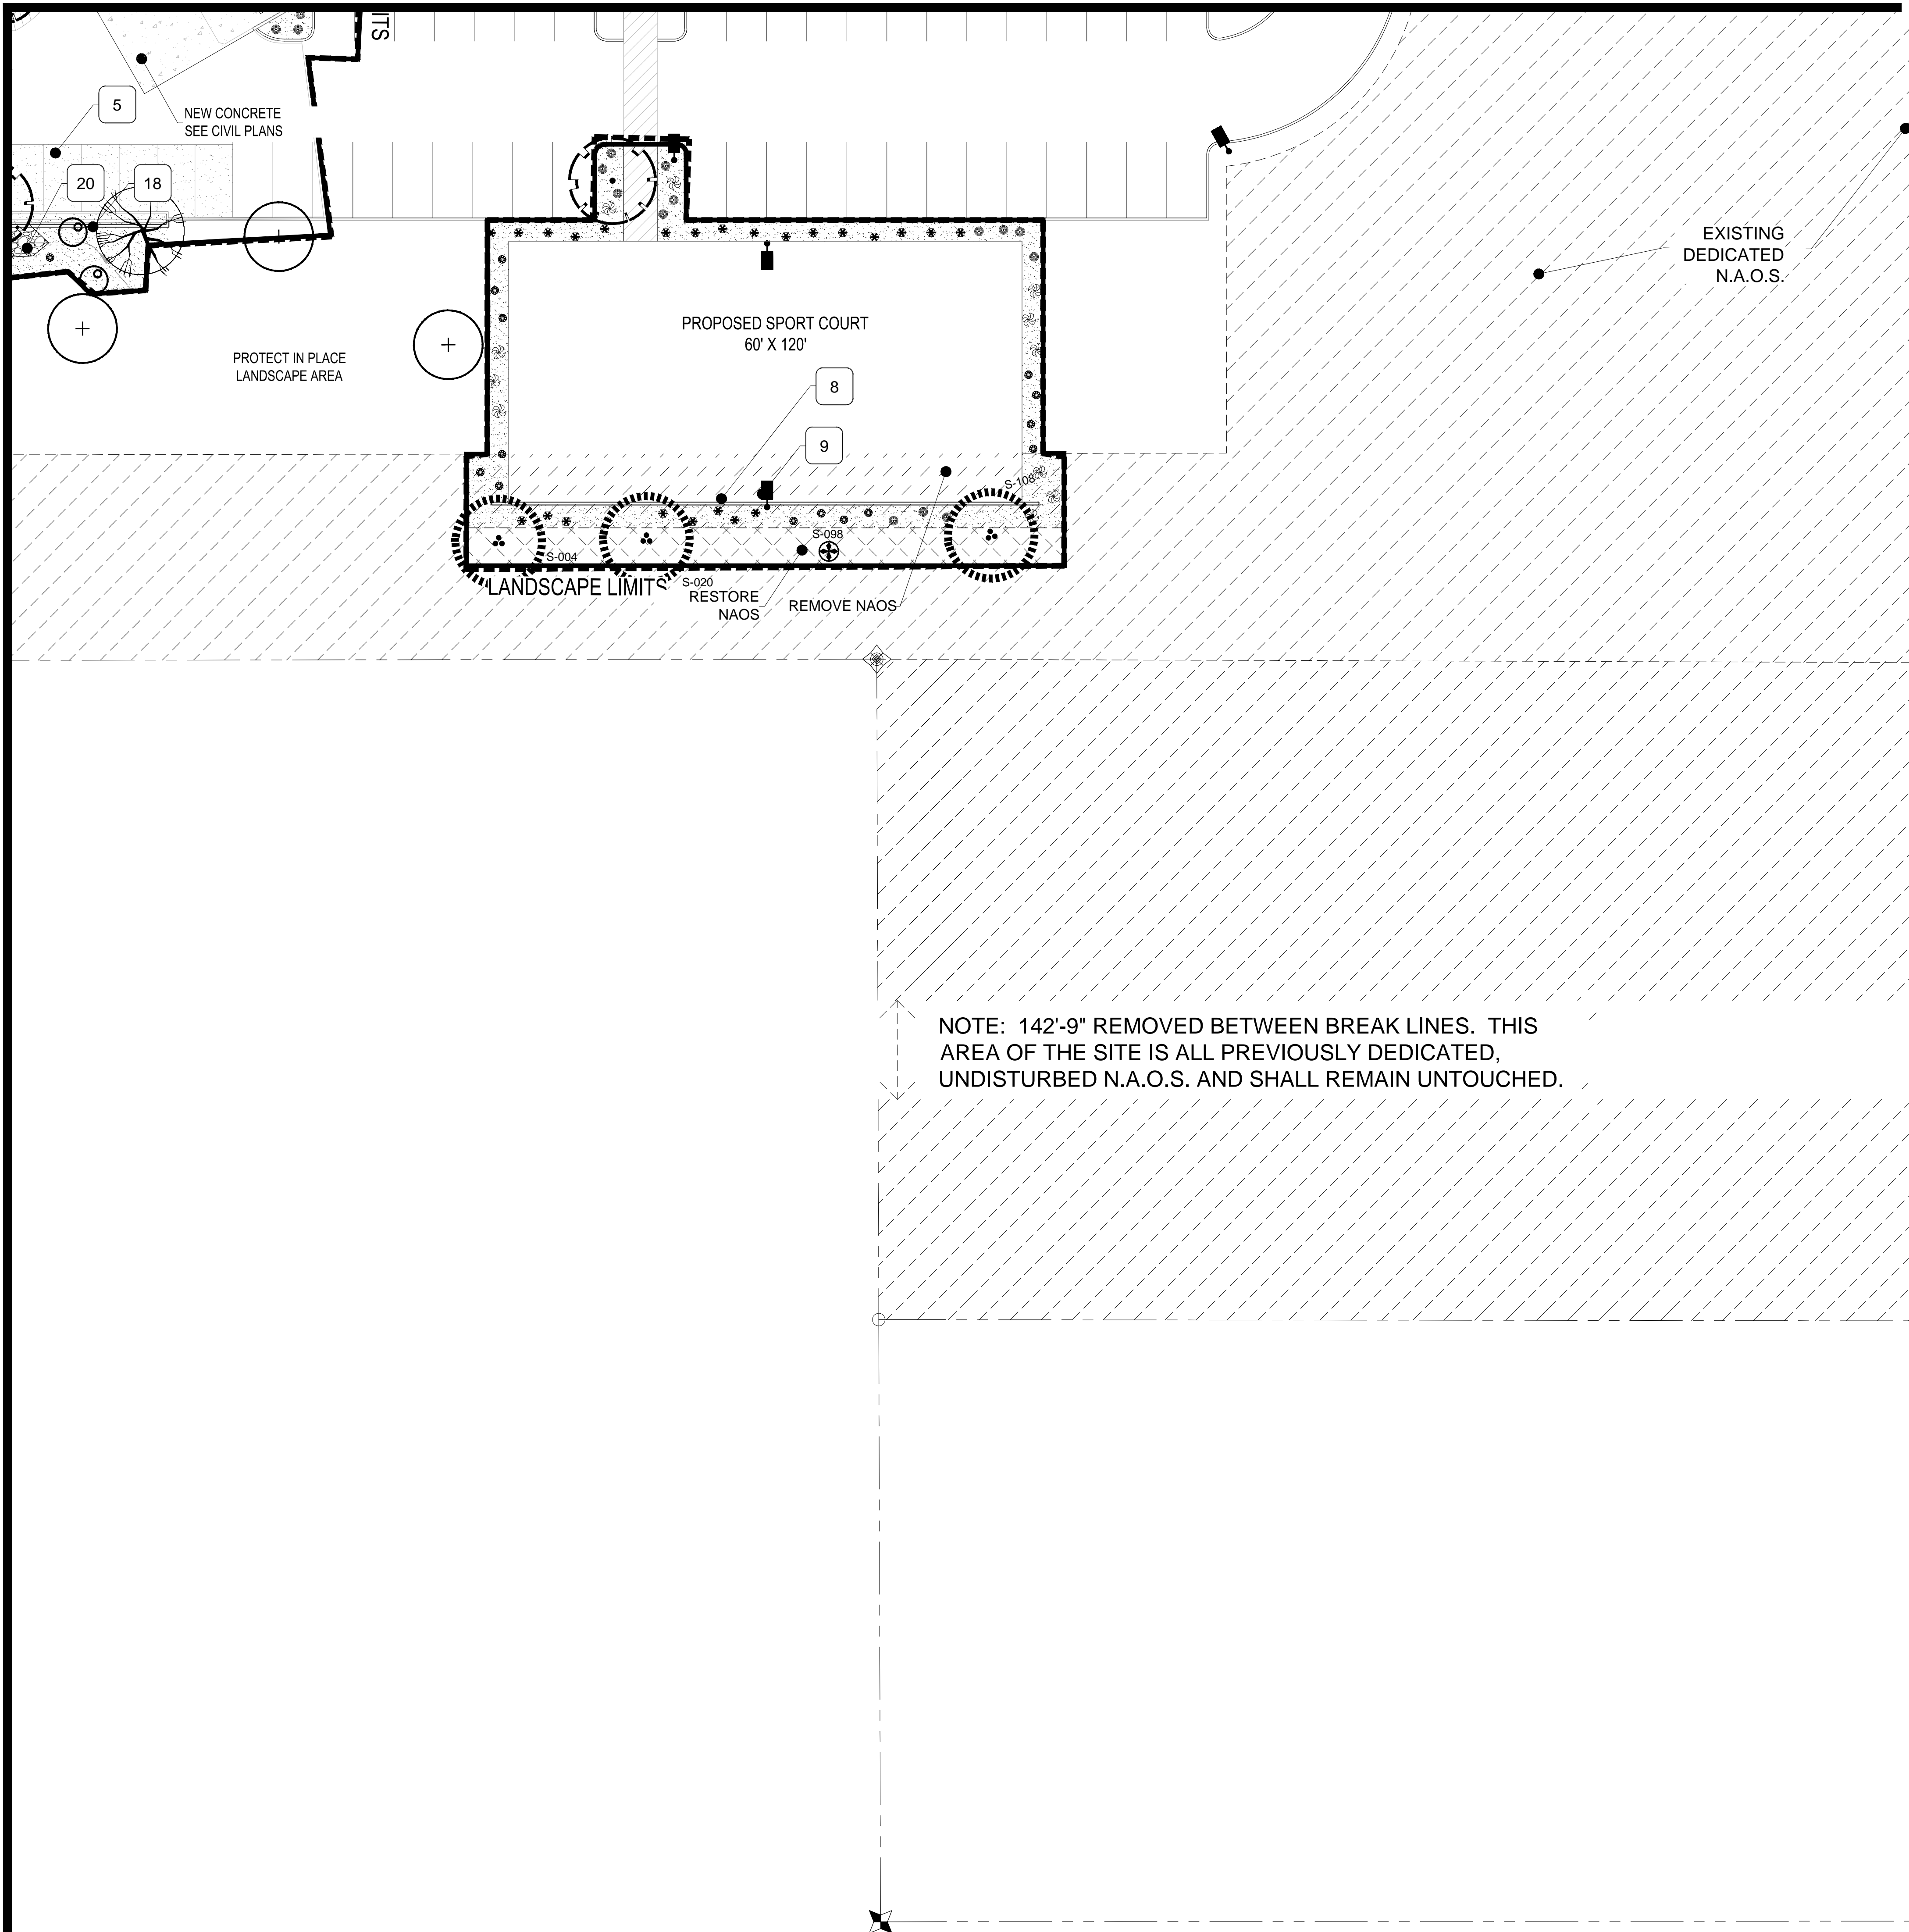 ITS
5
NEW CONCRETE
SEE CIVIL PLANS
20
18
EXISTING
DEDICATED
N.A.O.S.
PROPOSED SPORT COURT
60' X 120'
PROTECT IN PLACE
LANDSCAPE AREA
8
9
S-108
S-098
S-004
LANDSCAPE LIMITS
S-020
RESTORE
NAOS
REMOVE NAOS
NOTE: 142'-9" REMOVED BETWEEN BREAK LINES. THIS
AREA OF THE SITE IS ALL PREVIOUSLY DEDICATED,
UNDISTURBED N.A.O.S. AND SHALL REMAIN UNTOUCHED.